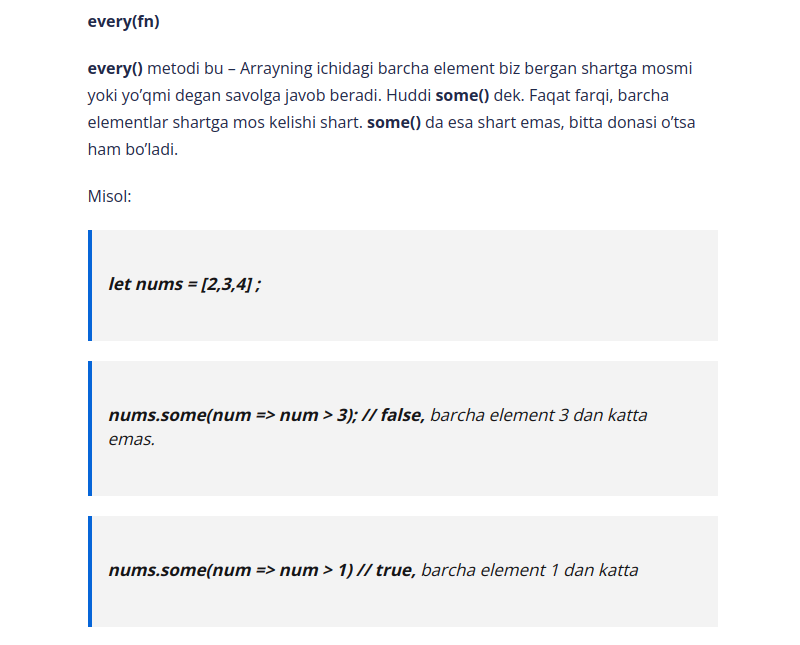 every(fn)
every() metodi bu – Arrayning ichidagi barcha element biz bergan shartga mosmi
yoki yo’qmi degan savolga javob beradi. Huddi some() dek. Faqat farqi, barcha
elementlar shartga mos kelishi shart. some() da esa shart emas, bitta donasi o’tsa
ham bo’ladi.
Misol:
let nums = [2,3,4] ;
nums.some(num => num > 3); // false, barcha element 3 dan katta
emas.
nums.some(num => num > 1) // true, barcha element 1 dan katta